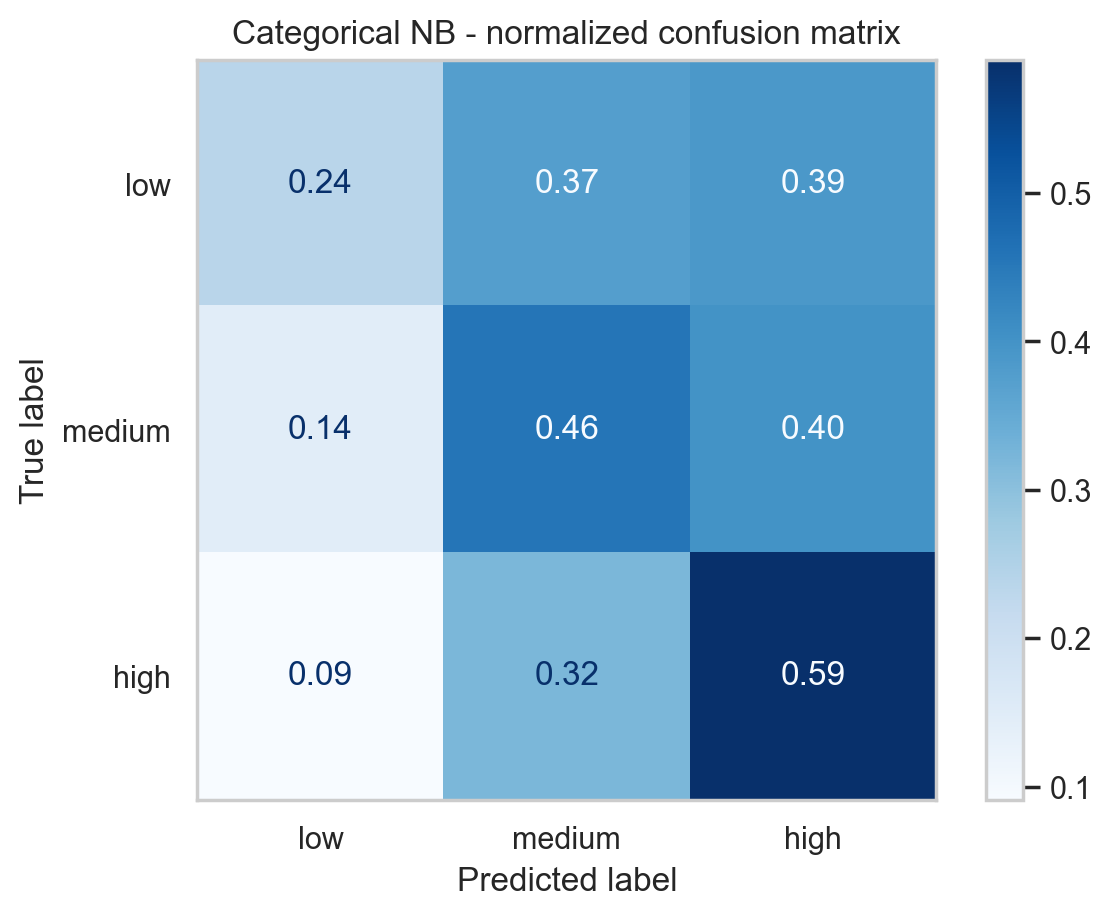 Categorical NB - normalized confusion matrix
low
0.24
0.37
0.39
medium
0.14
0.46
0.40
high
0.09
0.32
0.59
low
medium
high
Predicted label
True label
0.5
0.4
0.3
0.2
0.1